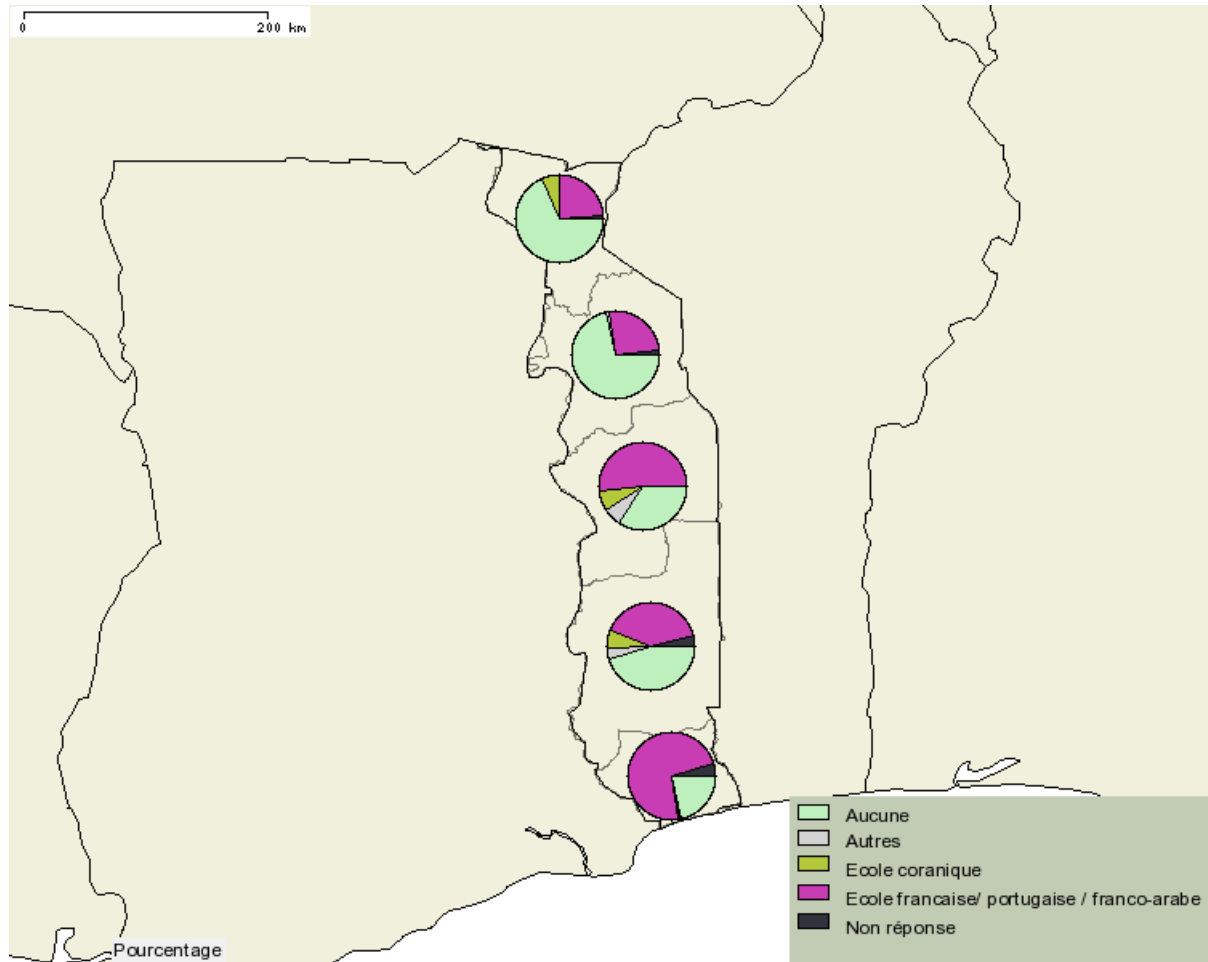 0 200 km
Aucune
Autres
Ecole coranique
Ecole francaise/ portugaise / franco-arabe
Non réponse
Pourcentage